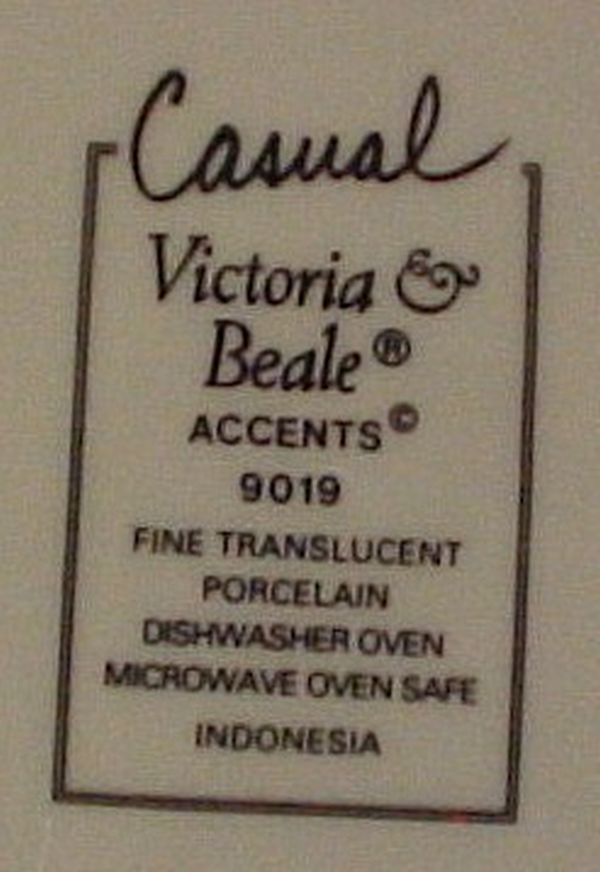 Casual
Victoria &
Beale®
ACCENTS©
9019
FINE TRANSLUCENT
PORCELAIN
DISHWASHER OVEN
MICROWAVE OVEN SAFE
INDONESIA